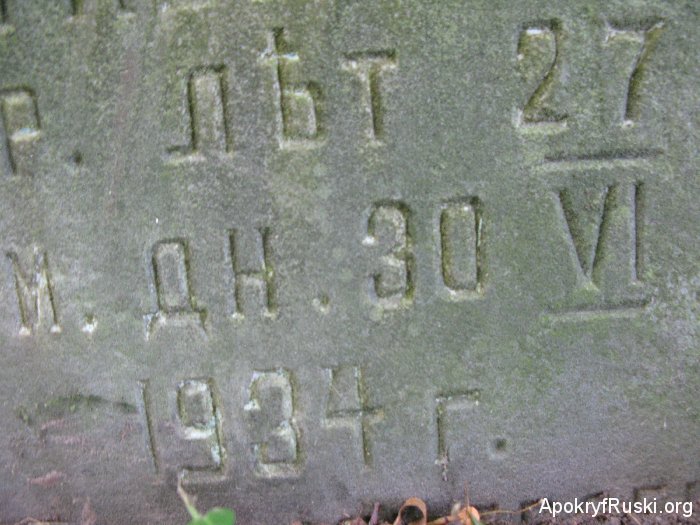 Р. ЛѢТ 27
М. ДН. 30 VI
1934 Г.
ApokryfRuski.org